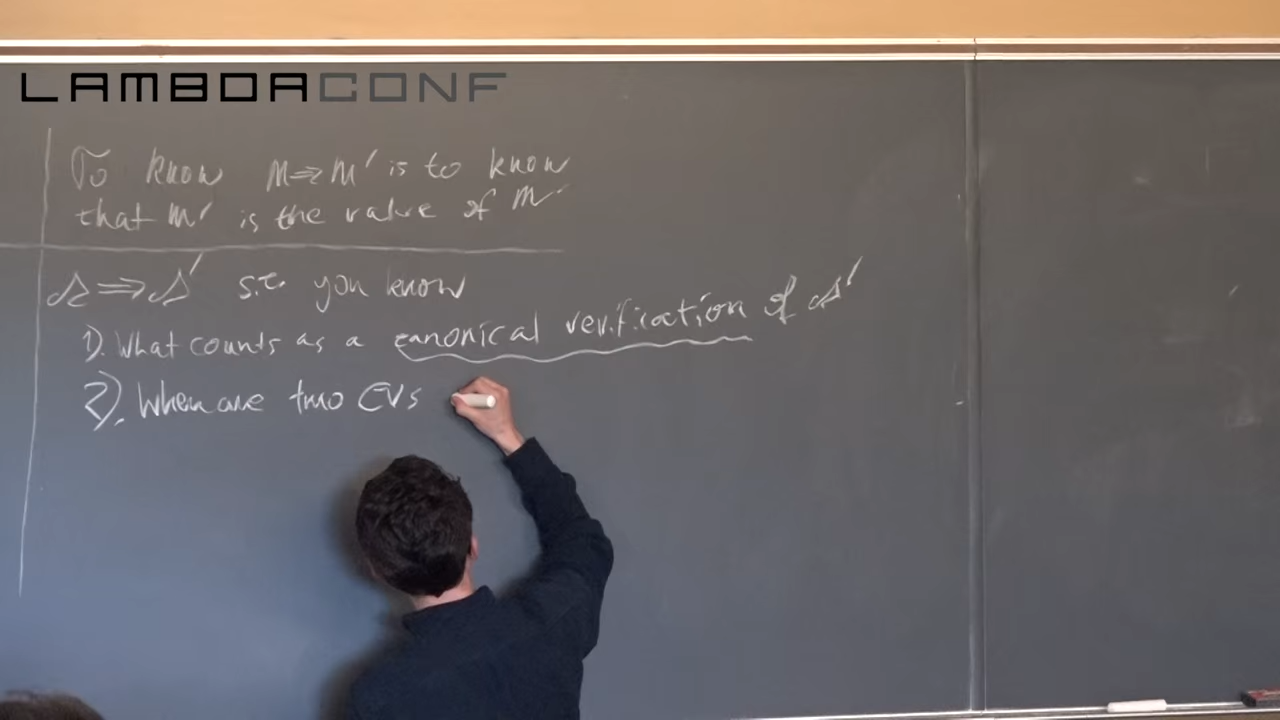 LAMBDACONF
To know M⇒M' is to know
that M' is the value of M
A⇒A' s.t. you know
1). What counts as a canonical verification of A'
2). When are two CVs